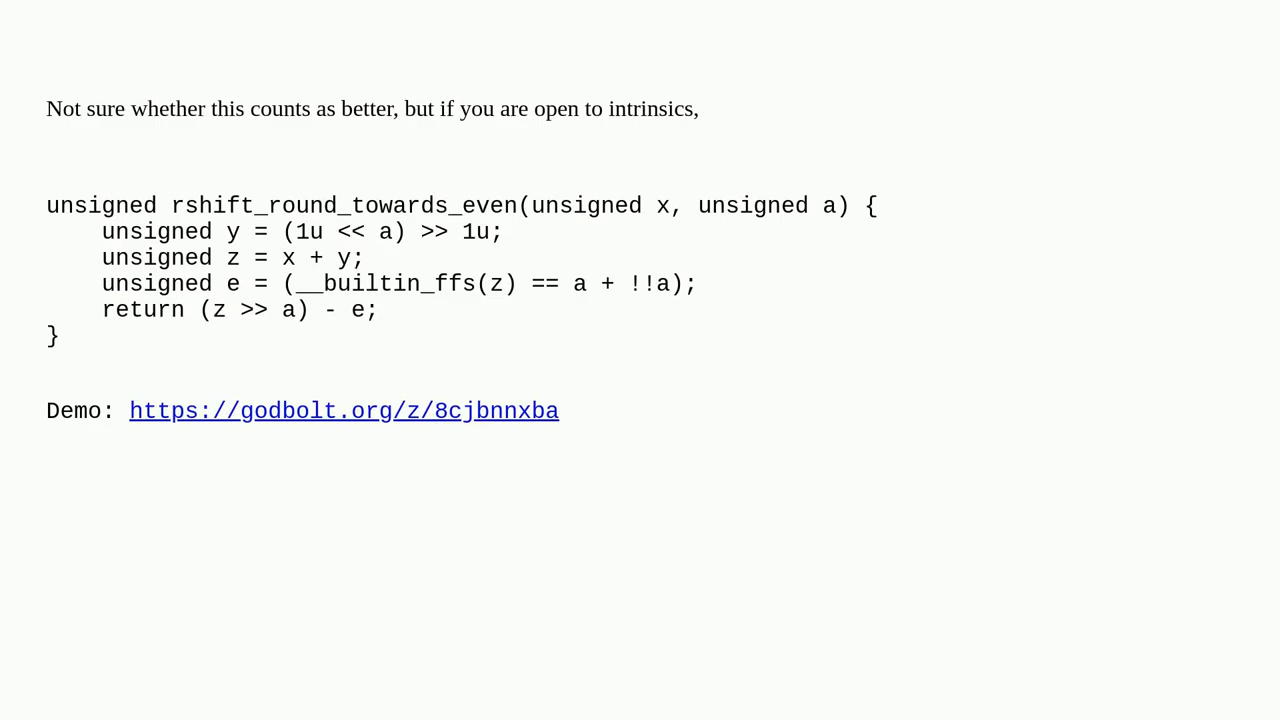 Not sure whether this counts as better, but if you are open to intrinsics,
unsigned rshift_round_towards_even(unsigned x, unsigned a) {
    unsigned y = (1u << a) >> 1u;
    unsigned z = x + y;
    unsigned e = (__builtin_ffs(z) == a + !!a);
    return (z >> a) - e;
}
Demo: https://godbolt.org/z/8cjbnnxba